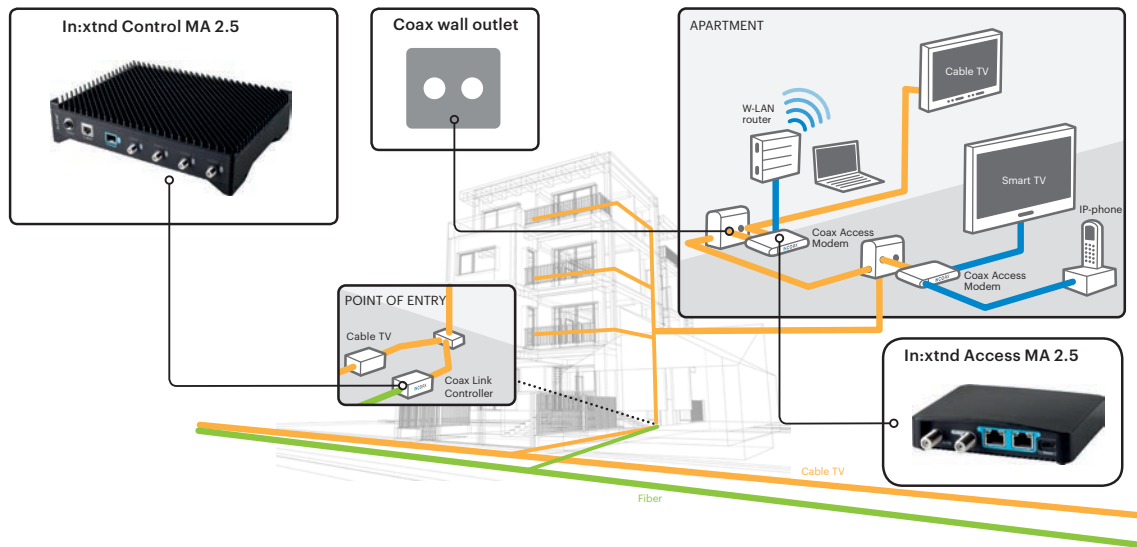 In:xtnd Control MA 2.5
Coax wall outlet
APARTMENT
Cable TV
W-LAN
router
Smart TV
IP-phone
Coax Access
Modem
Coax Access
Modem
POINT OF ENTRY
Cable TV
Coax Link
Controller
In:xtnd Access MA 2.5
Cable TV
Fiber